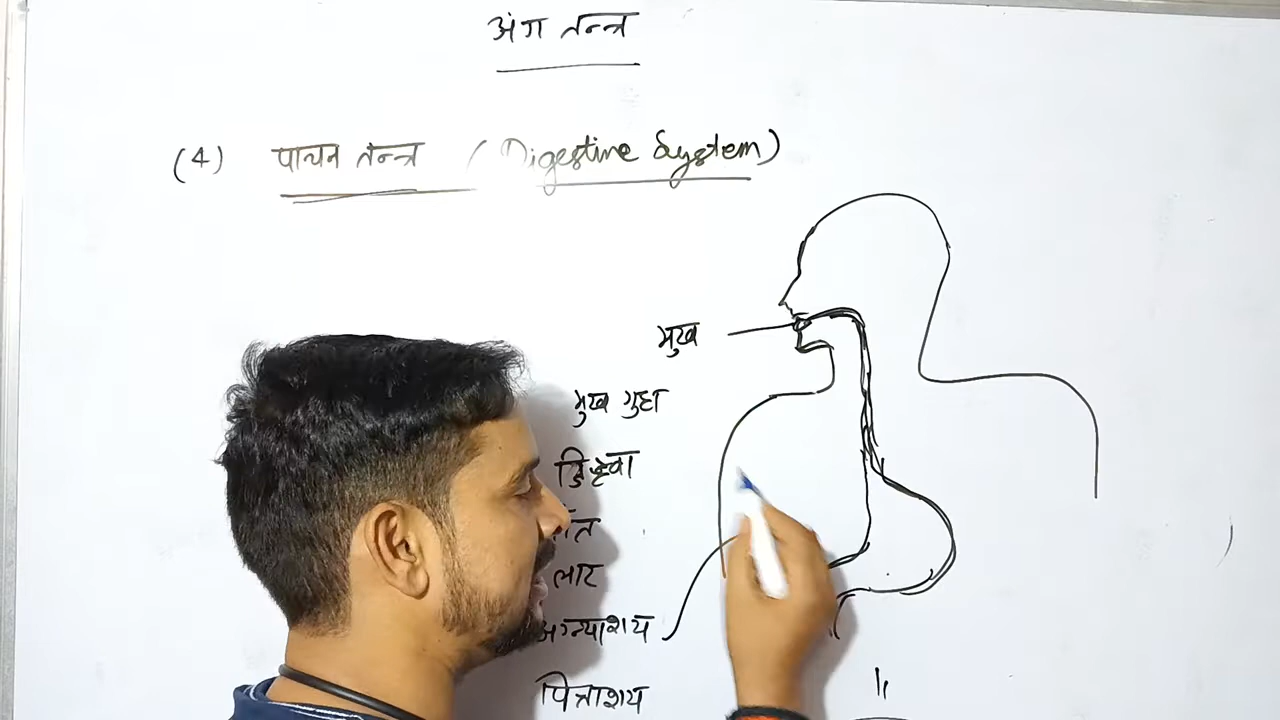 अंग तन्त्र
(4) पाचन तन्त्र (Digestive System)
मुख
मुख गुहा
लार
अग्न्याशय
पित्ताशय